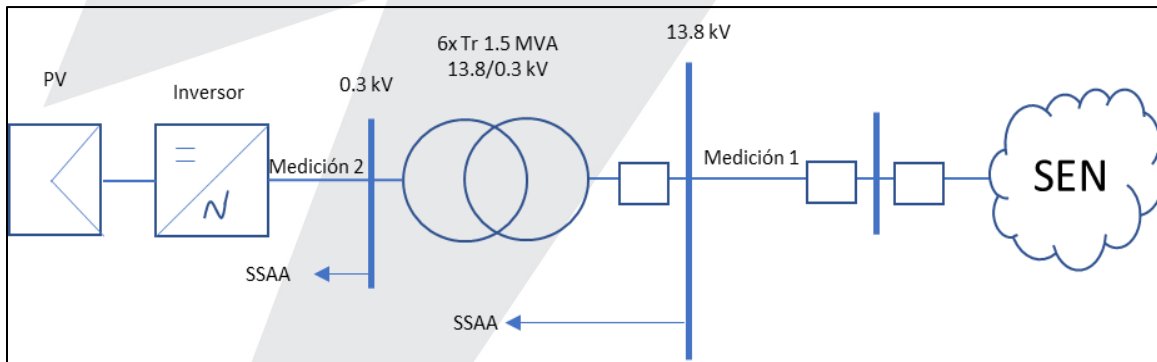 PV
Inversor
Medición 2
0.3 kV
6x Tr 1.5 MVA
13.8/0.3 kV
13.8 kV
Medición 1
SEN
SSAA
SSAA